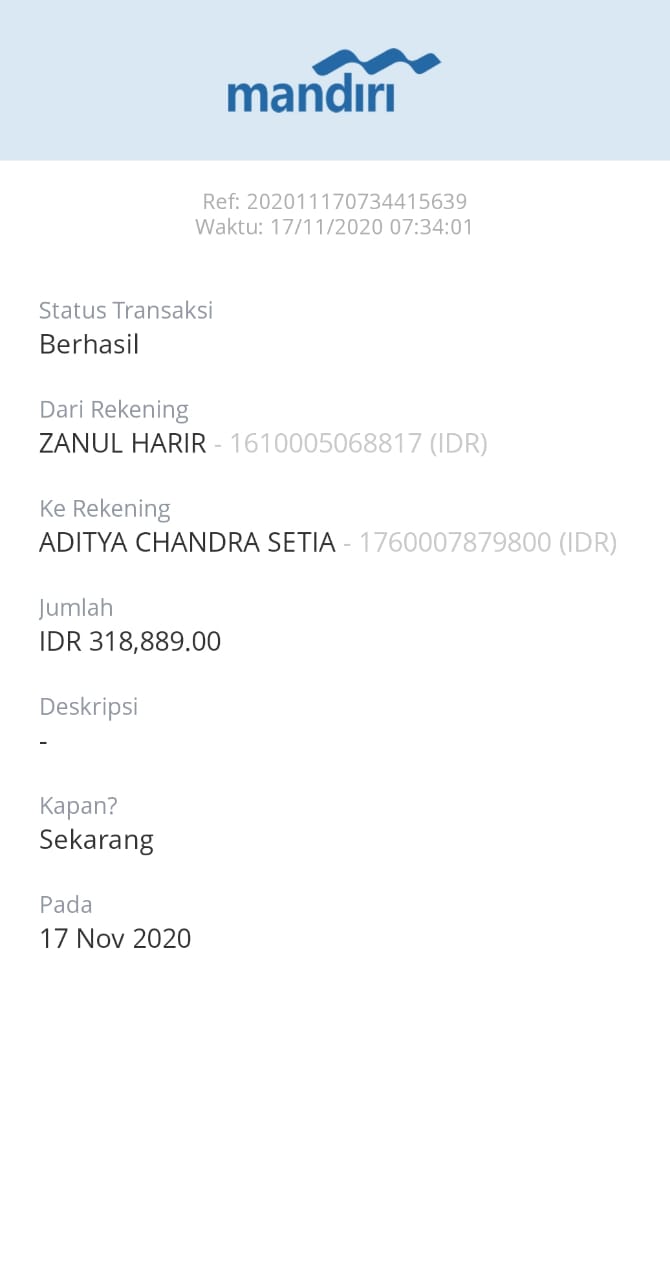 mandiri
Ref: 202011170734415639
Waktu: 17/11/2020 07:34:01
Status Transaksi
Berhasil
Dari Rekening
ZANUL HARIR - 1610005068817 (IDR)
Ke Rekening
ADITYA CHANDRA SETIA - 1760007879800 (IDR)
Jumlah
IDR 318,889.00
Deskripsi
-
Kapan?
Sekarang
Pada
17 Nov 2020